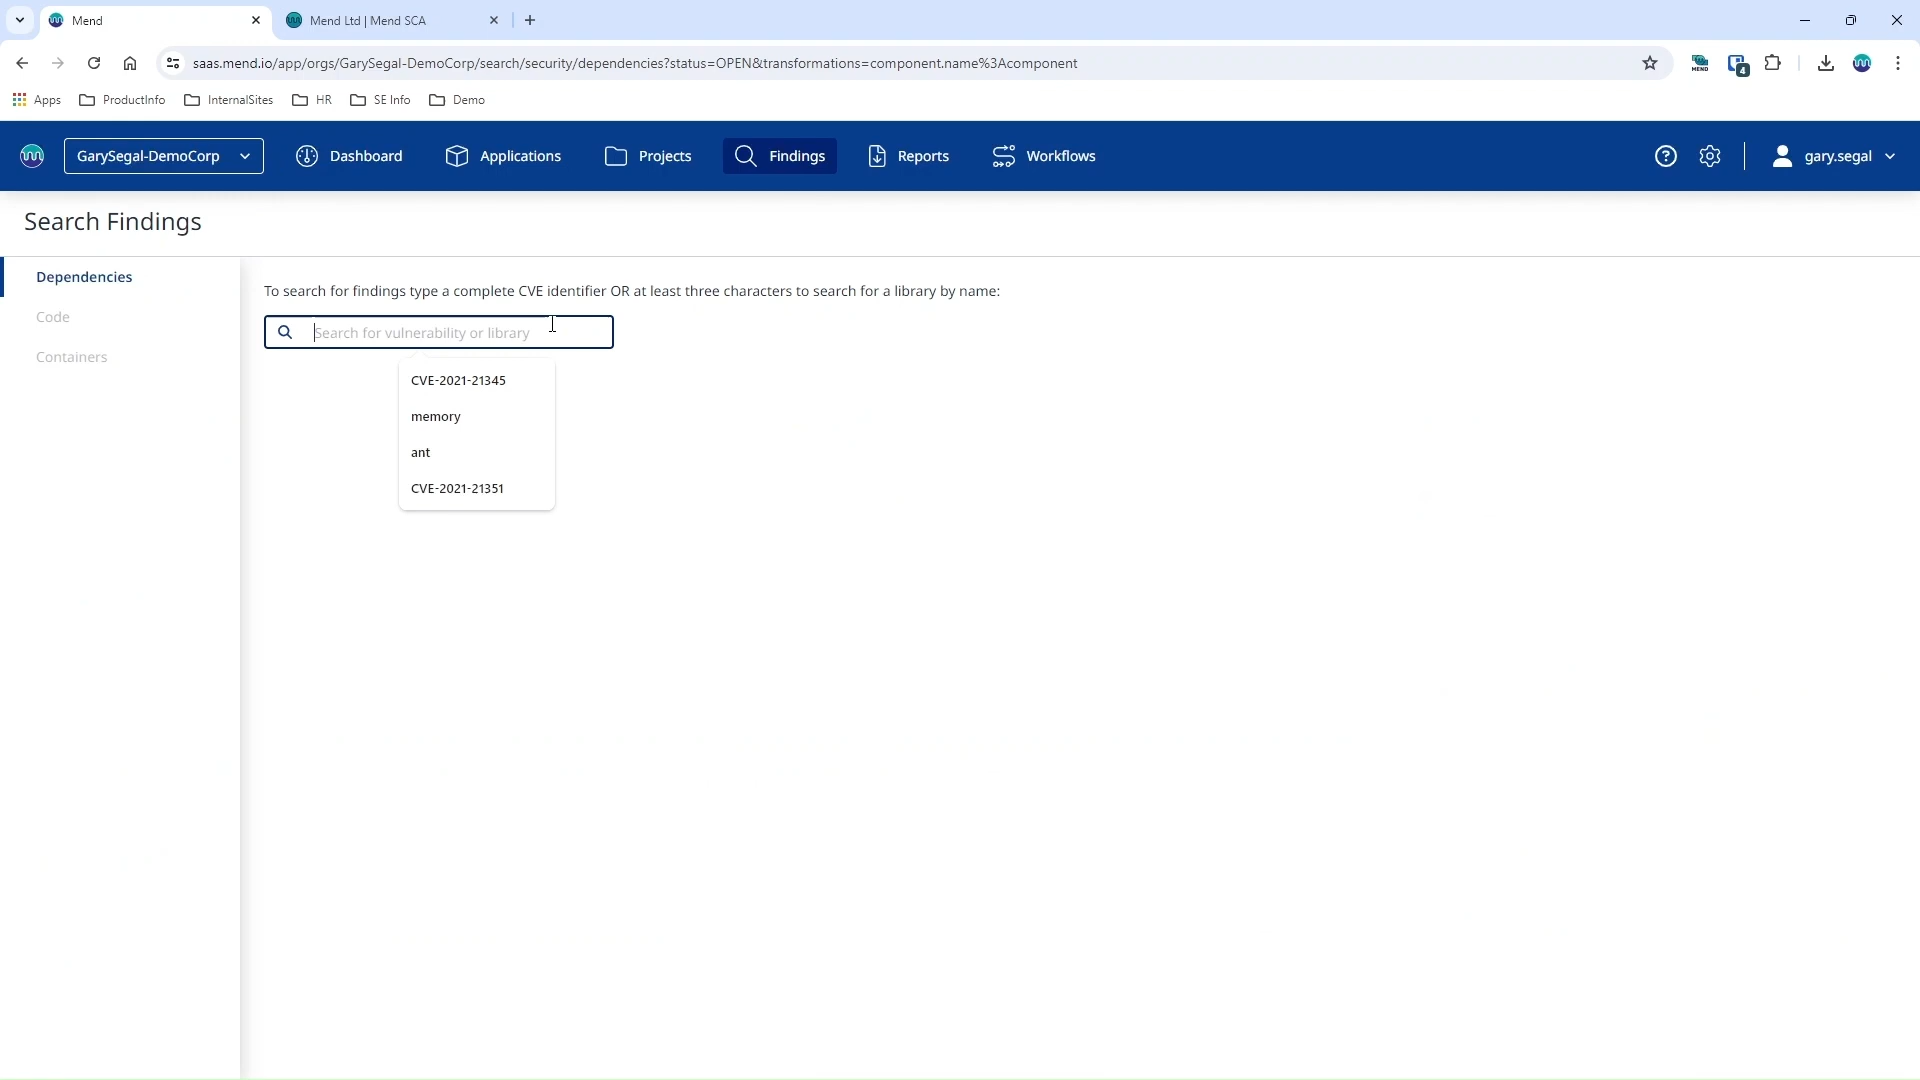 Mend
Mend Ltd | Mend SCA
saas.mend.io/app/orgs/GarySegal-DemoCorp/search/security/dependencies?status=OPEN&transformations=component.name%3Acomponent
MEND
4
Apps
ProductInfo
InternalSites
HR
SE Info
Demo
GarySegal-DemoCorp
Dashboard
Applications
Projects
Findings
Reports
Workflows
gary.segal
Search Findings
Dependencies
Code
Containers
To search for findings type a complete CVE identifier OR at least three characters to search for a library by name:
Search for vulnerability or library
CVE-2021-21345
memory
ant
CVE-2021-21351